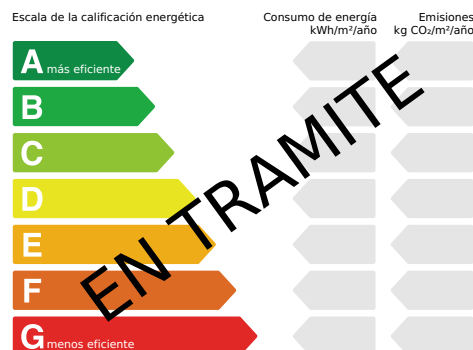 Escala de la calificación energética
Consumo de energía
kWh/m²/año
Emisiones
kg CO₂/m²/año
A más eficiente
B
C
D
E
F
G menos eficiente
EN TRAMITE